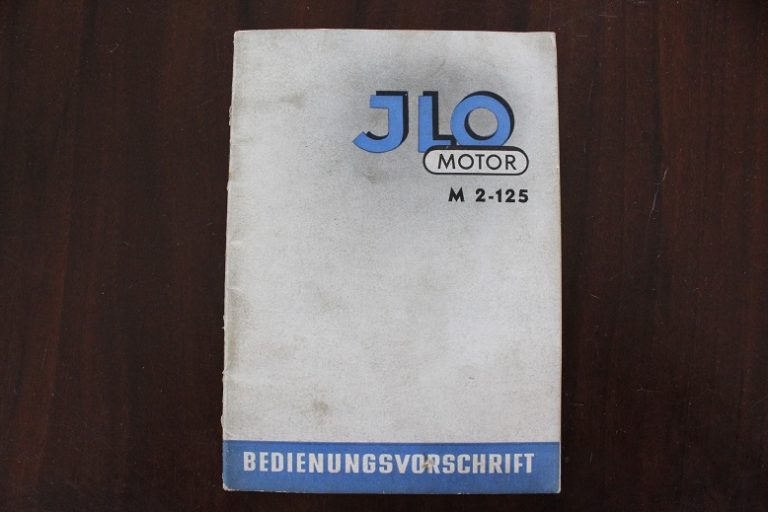 JLO
MOTOR
M 2-125
BEDIENUNGSVORSCHRIFT